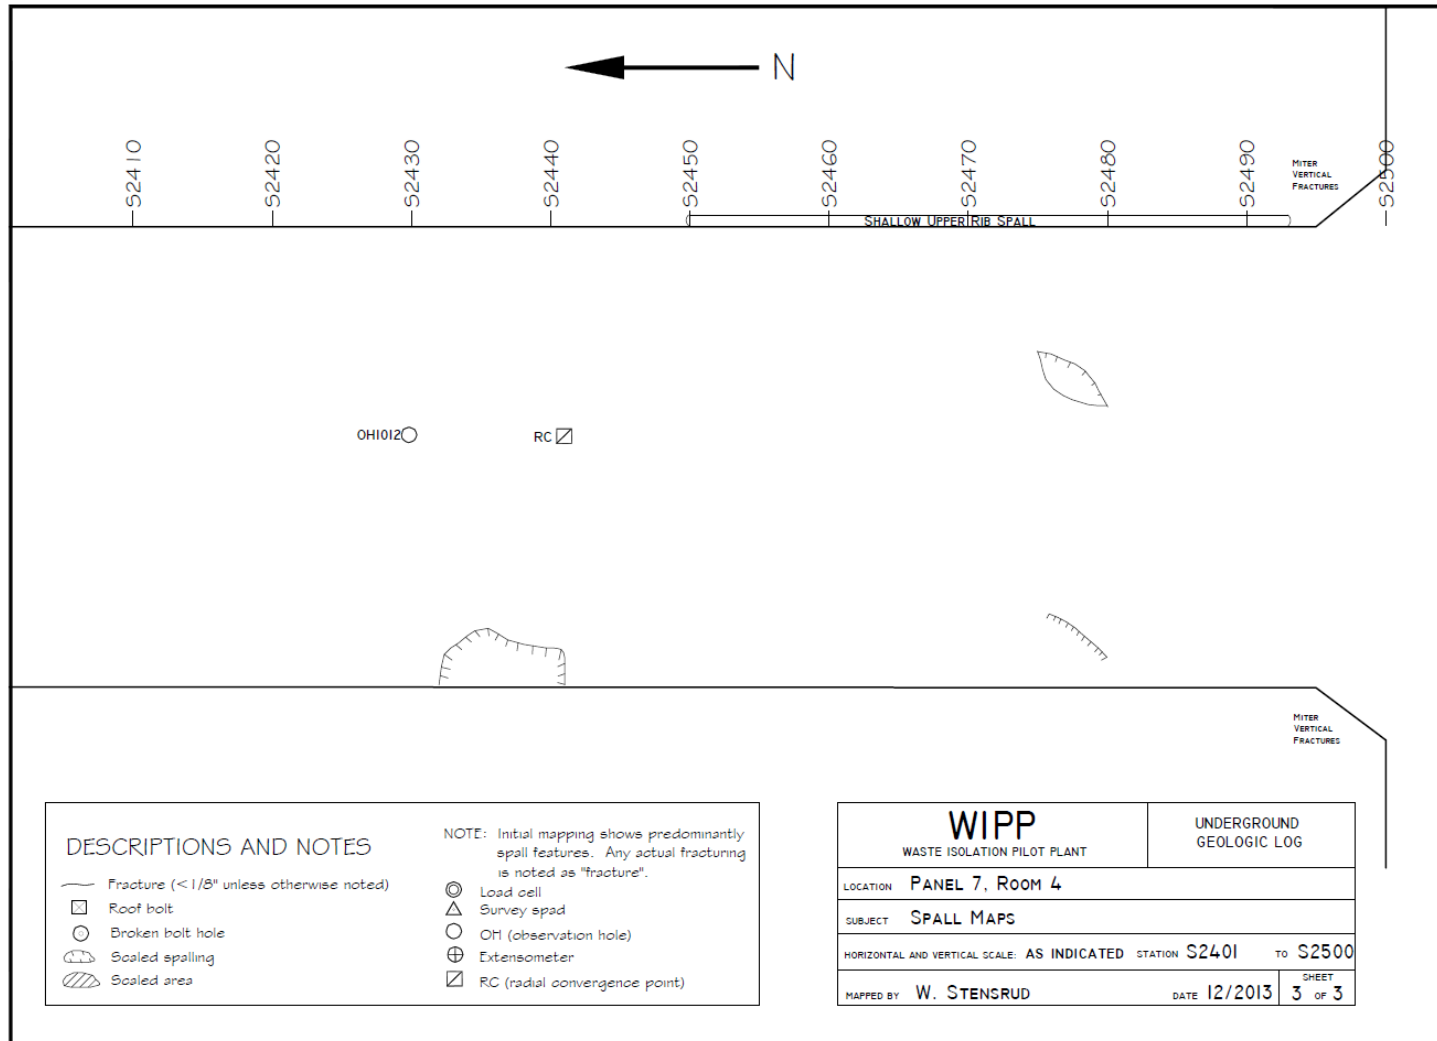 N
S2410
S2420
S2430
S2440
S2450
S2460
S2470
S2480
S2490
S2500
MITER
VERTICAL
FRACTURES
SHALLOW UPPER RIB SPALL
OH1012
RC
MITER
VERTICAL
FRACTURES
DESCRIPTIONS AND NOTES
Fracture (<1/8" unless otherwise noted)
Roof bolt
Broken bolt hole
Scaled spalling
Scaled area
NOTE: Initial mapping shows predominantly
spall features. Any actual fracturing
is noted as "fracture".
Load cell
Survey spad
OH (observation hole)
Extensometer
RC (radial convergence point)
WIPP
WASTE ISOLATION PILOT PLANT
UNDERGROUND
GEOLOGIC LOG
LOCATION PANEL 7, ROOM 4
SUBJECT SPALL MAPS
HORIZONTAL AND VERTICAL SCALE: AS INDICATED STATION S2401 TO S2500
MAPPED BY W. STENSRUD DATE 12/2013 SHEET
3 OF 3